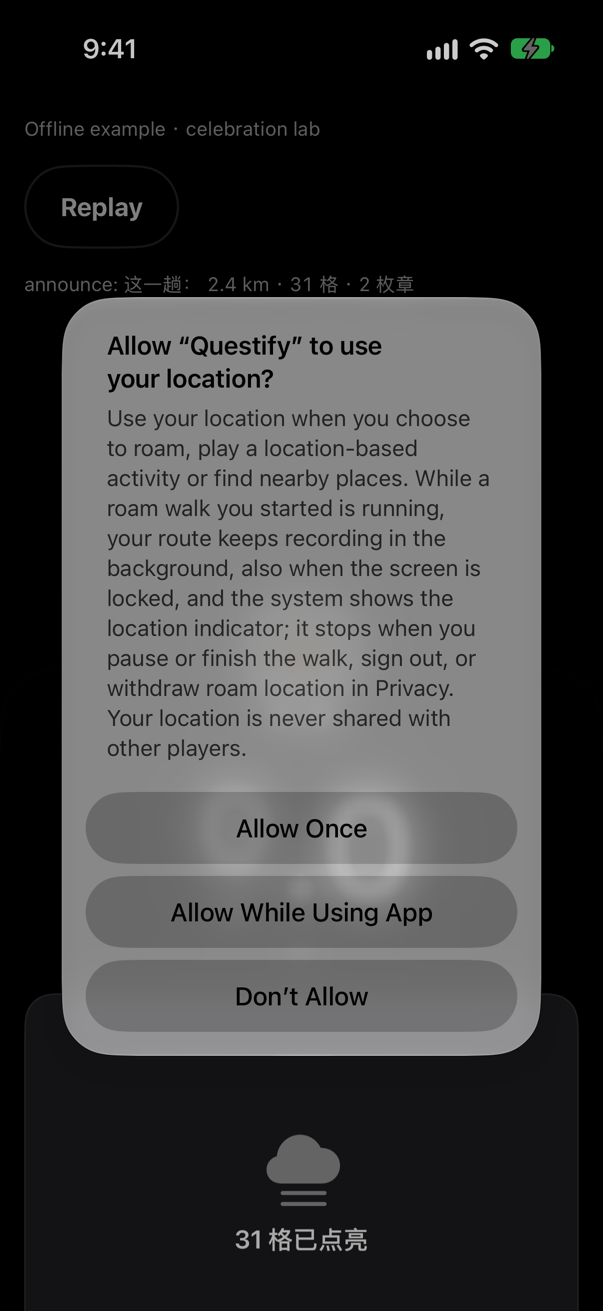 9:41
Offline example · celebration lab
Replay
announce: 这一趟： 2.4 km · 31 格 · 2 枚章
Allow “Questify” to use
your location?
Use your location when you choose
to roam, play a location-based
activity or find nearby places. While a
roam walk you started is running,
your route keeps recording in the
background, also when the screen is
locked, and the system shows the
location indicator; it stops when you
pause or finish the walk, sign out, or
withdraw roam location in Privacy.
Your location is never shared with
other players.
Allow Once
Allow While Using App
Don’t Allow
31 格已点亮